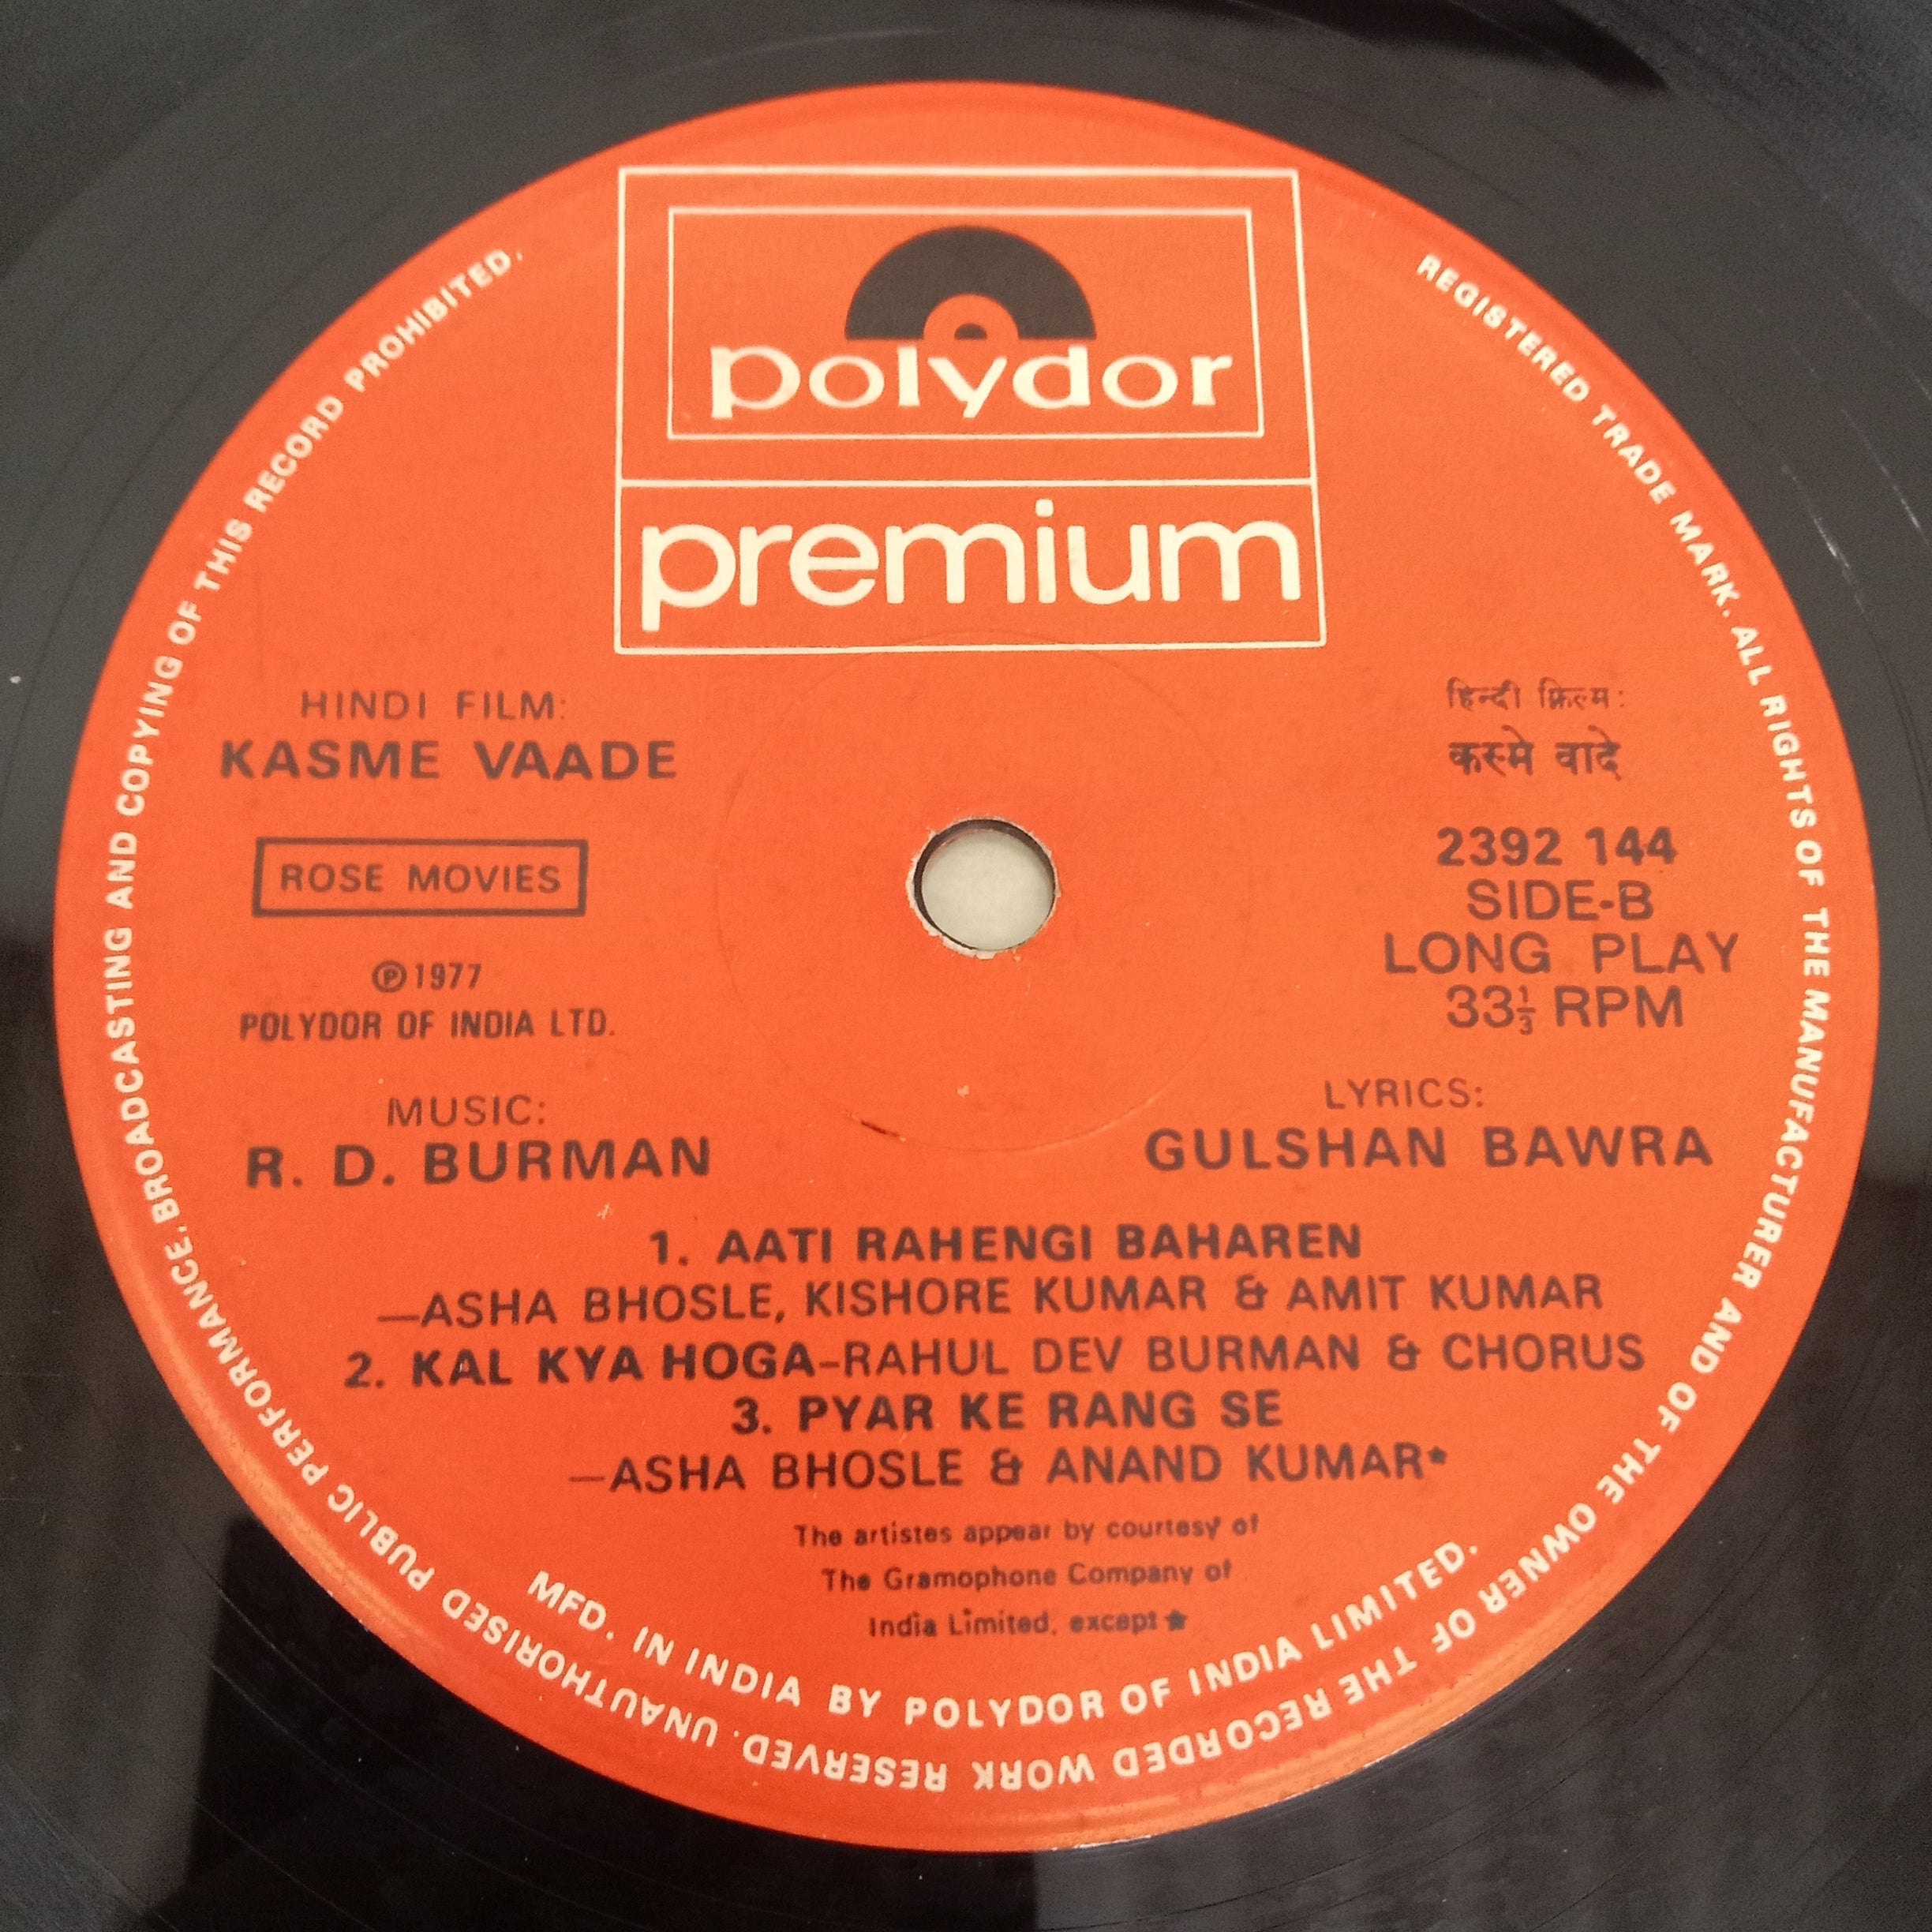 polydor
premium
HINDI FILM:
KASME VAADE
ROSE MOVIES
Ⓟ1977
POLYDOR OF INDIA LTD.
MUSIC:
R. D. BURMAN
हिन्दी फ़िल्म:
कस्मे वादे
2392 144
SIDE-B
LONG PLAY
33⅓ RPM
LYRICS:
GULSHAN BAWRA
1. AATI RAHENGI BAHAREN
—ASHA BHOSLE, KISHORE KUMAR & AMIT KUMAR
2. KAL KYA HOGA-RAHUL DEV BURMAN & CHORUS
3. PYAR KE RANG SE
—ASHA BHOSLE & ANAND KUMAR★
The artistes appear by courtesy of
The Gramophone Company of
India Limited, except ★
MFD. IN INDIA BY POLYDOR OF INDIA LIMITED.
REGISTERED TRADE MARK. ALL RIGHTS OF THE MANUFACTURER AND OF THE OWNER OF THE RECORDED WORK RESERVED. UNAUTHORISED PUBLIC PERFORMANCE, BROADCASTING AND COPYING OF THIS RECORD PROHIBITED.